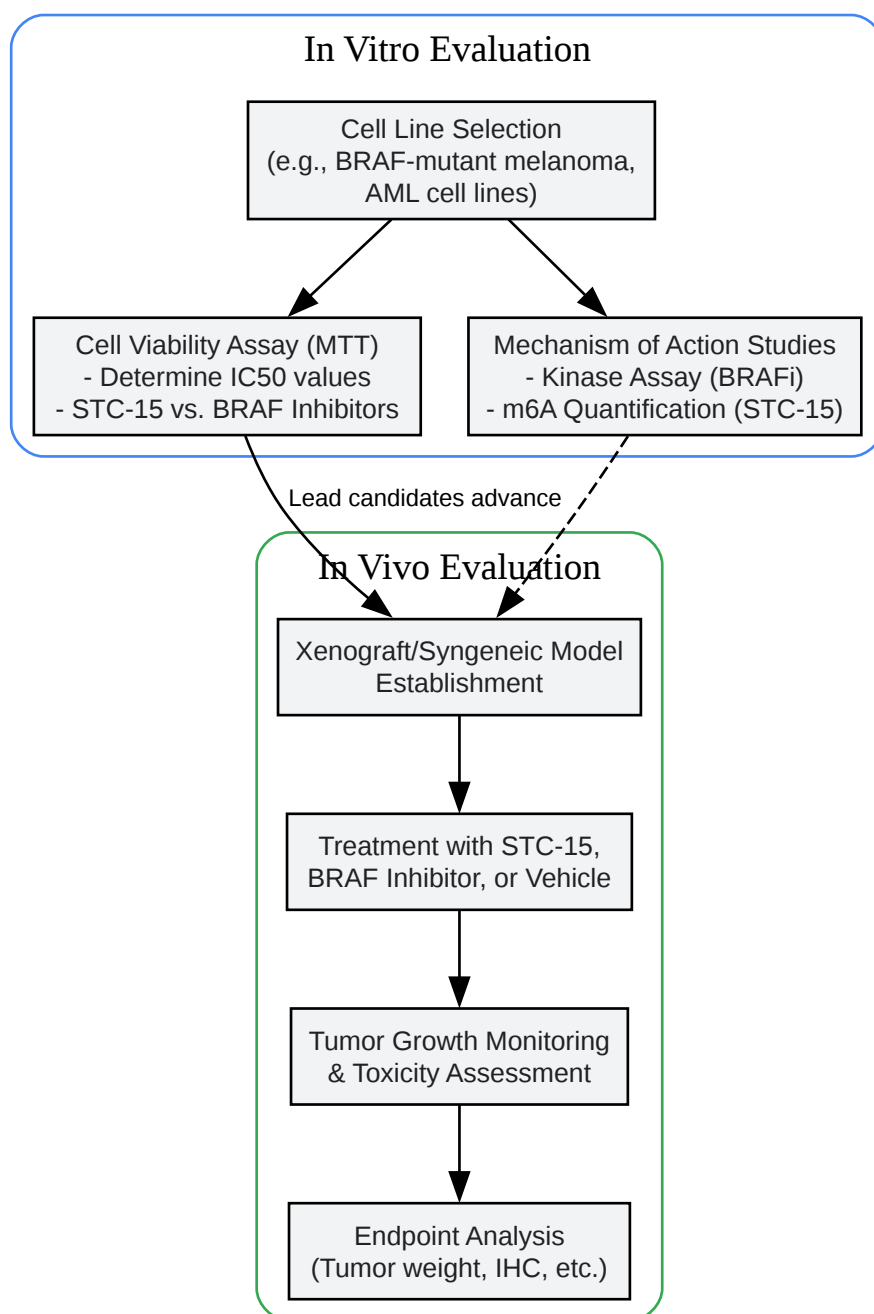 In Vitro Evaluation
Cell Line Selection
(e.g., BRAF-mutant melanoma,
AML cell lines)
Cell Viability Assay (MTT)
- Determine IC50 values
- STC-15 vs. BRAF Inhibitors
Mechanism of Action Studies
- Kinase Assay (BRAFi)
- m6A Quantification (STC-15)
Lead candidates advance
In Vivo Evaluation
Xenograft/Syngeneic Model
Establishment
Treatment with STC-15,
BRAF Inhibitor, or Vehicle
Tumor Growth Monitoring
& Toxicity Assessment
Endpoint Analysis
(Tumor weight, IHC, etc.)